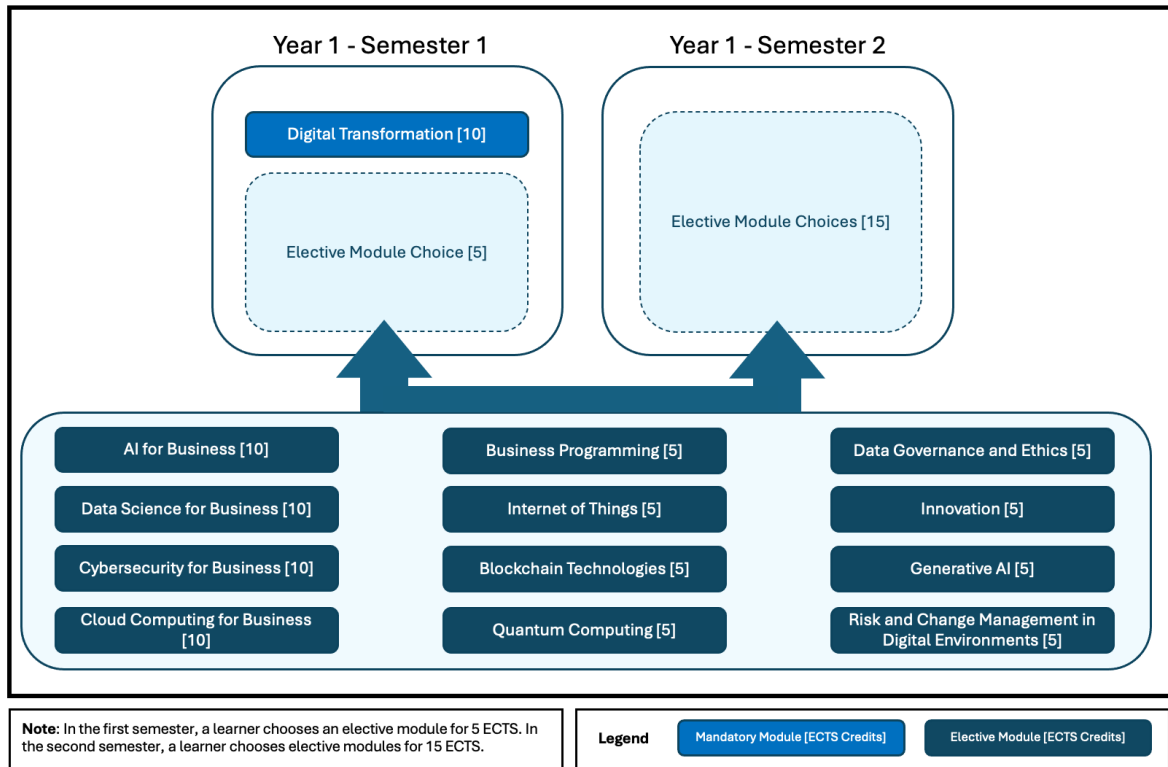 Year 1 - Semester 1
Year 1 - Semester 2
Digital Transformation [10]
Elective Module Choice [5]
Elective Module Choices [15]
AI for Business [10]
Business Programming [5]
Data Governance and Ethics [5]
Data Science for Business [10]
Internet of Things [5]
Innovation [5]
Cybersecurity for Business [10]
Blockchain Technologies [5]
Generative AI [5]
Cloud Computing for Business
[10]
Quantum Computing [5]
Risk and Change Management in
Digital Environments [5]
Note: In the first semester, a learner chooses an elective module for 5 ECTS. In
the second semester, a learner chooses elective modules for 15 ECTS.
Legend
Mandatory Module [ECTS Credits]
Elective Module [ECTS Credits]